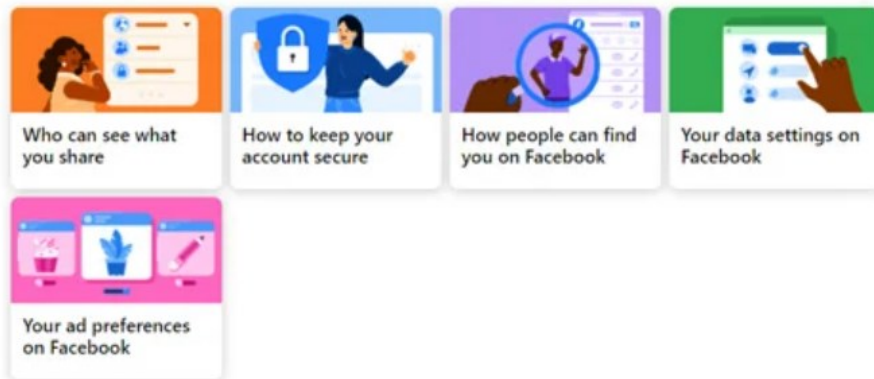 Who can see what
you share
How to keep your
account secure
How people can find
you on Facebook
Your data settings on
Facebook
Your ad preferences
on Facebook